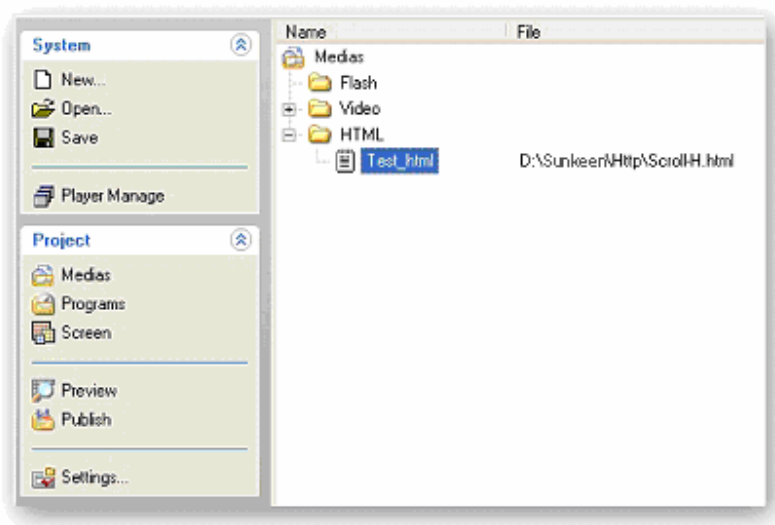 System
New...
Open...
Save
Player Manage
Project
Medias
Programs
Screen
Preview
Publish
Settings...
Name File
Medias
Flash
Video
HTML
Test_html D:\Sunkeen\Http\Scroll-H.html